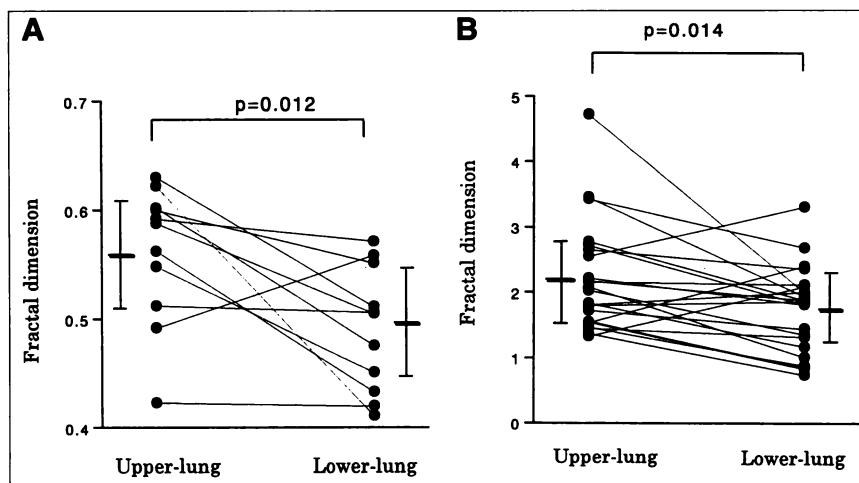 A
p=0.012
0.7
0.6
0.5
0.4
Fractal dimension
Upper-lung
Lower-lung
B
p=0.014
5
4
3
2
1
0
Fractal dimension
Upper-lung
Lower-lung